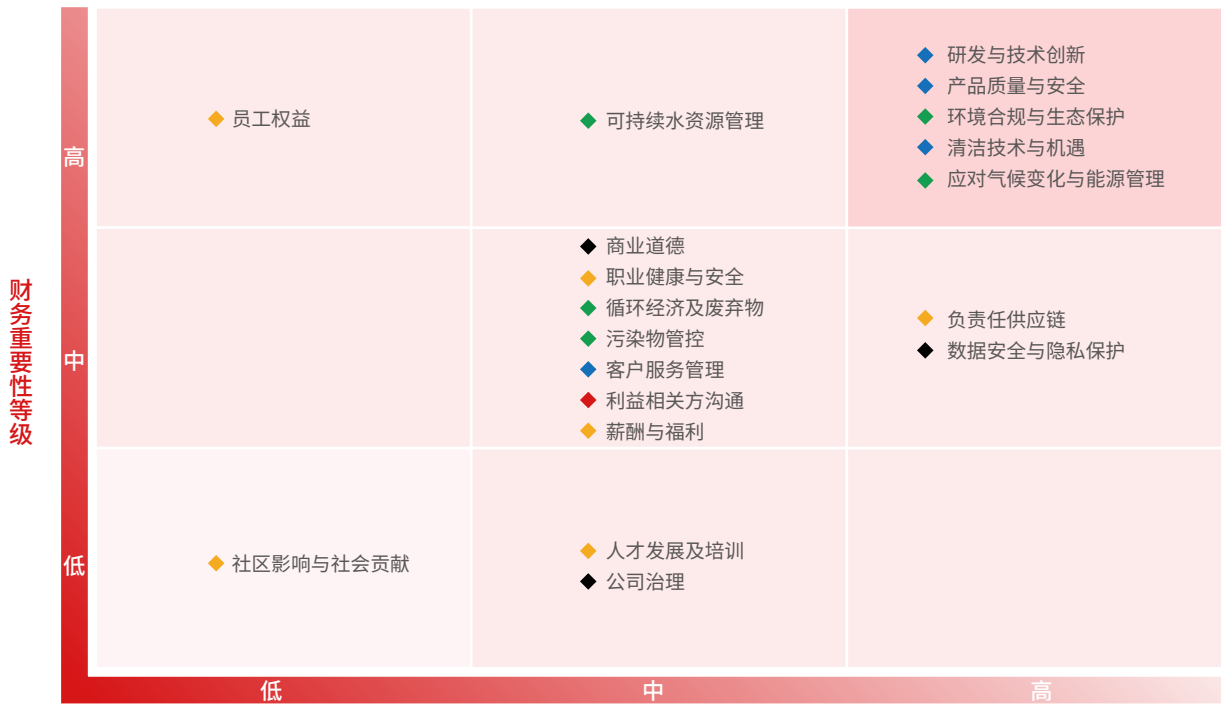 财务重要性等级
高
员工权益
可持续水资源管理
研发与技术创新
产品质量与安全
环境合规与生态保护
清洁技术与机遇
应对气候变化与能源管理
中
商业道德
职业健康与安全
循环经济及废弃物
污染物管控
客户服务管理
利益相关方沟通
薪酬与福利
负责任供应链
数据安全与隐私保护
低
社区影响与社会贡献
人才发展及培训
公司治理
低
中
高